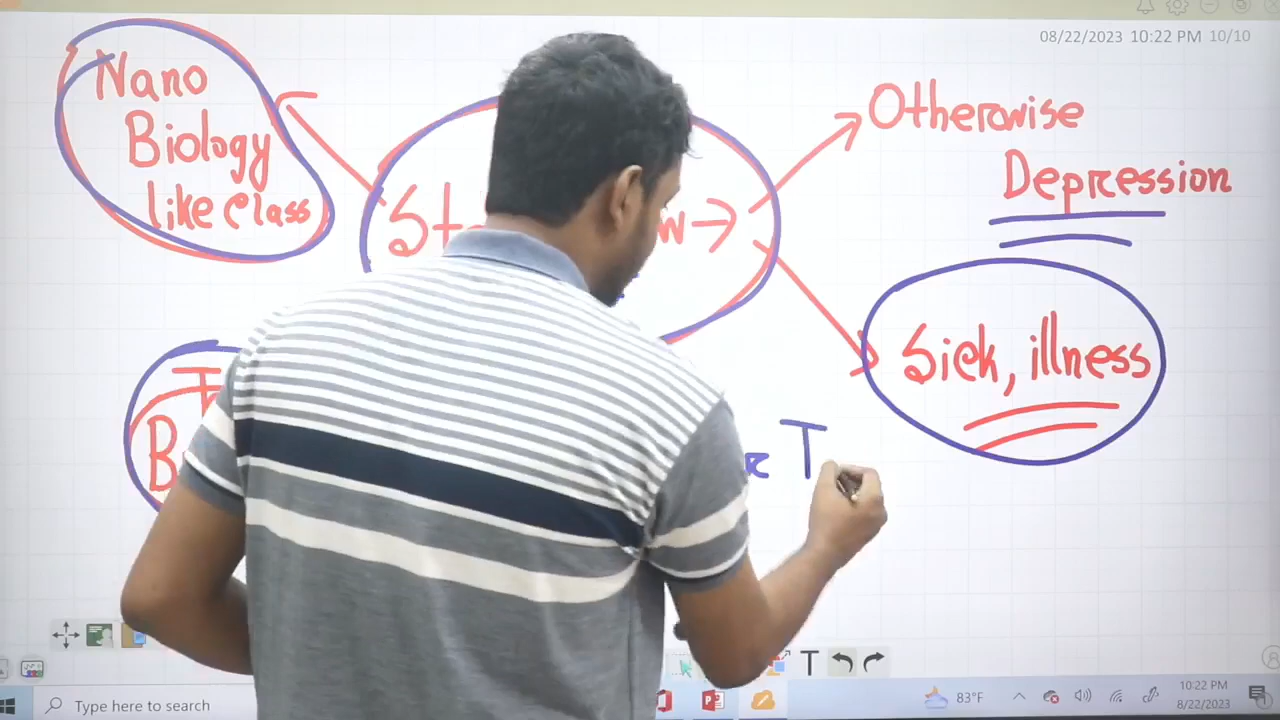 08/22/2023 10:22 PM 10/10
Nano
Biology
like class
Otherwise
Depression
Sick, illness
T
Type here to search
83°F
10:22 PM
8/22/2023